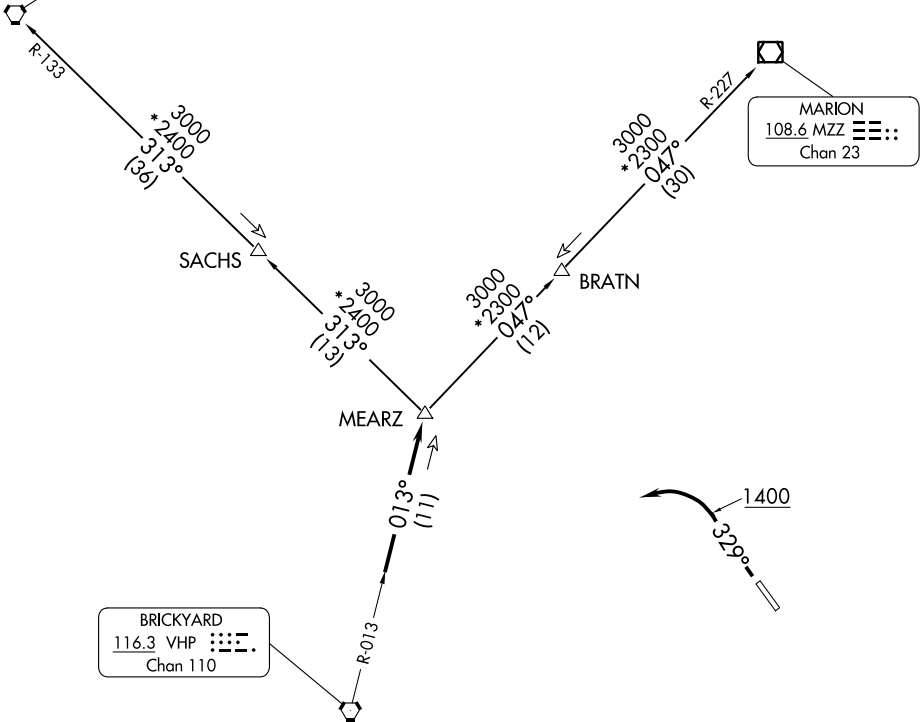 R-133
3000
*2400
313°
(36)
SACHS
3000
*2400
313°
(13)
R-227
MARION
108.6 MZZ
Chan 23
3000
*2300
047°
(30)
BRATN
3000
*2300
047°
(12)
MEARZ
013°
(11)
1400
329°
BRICKYARD
116.3 VHP
Chan 110
R-013